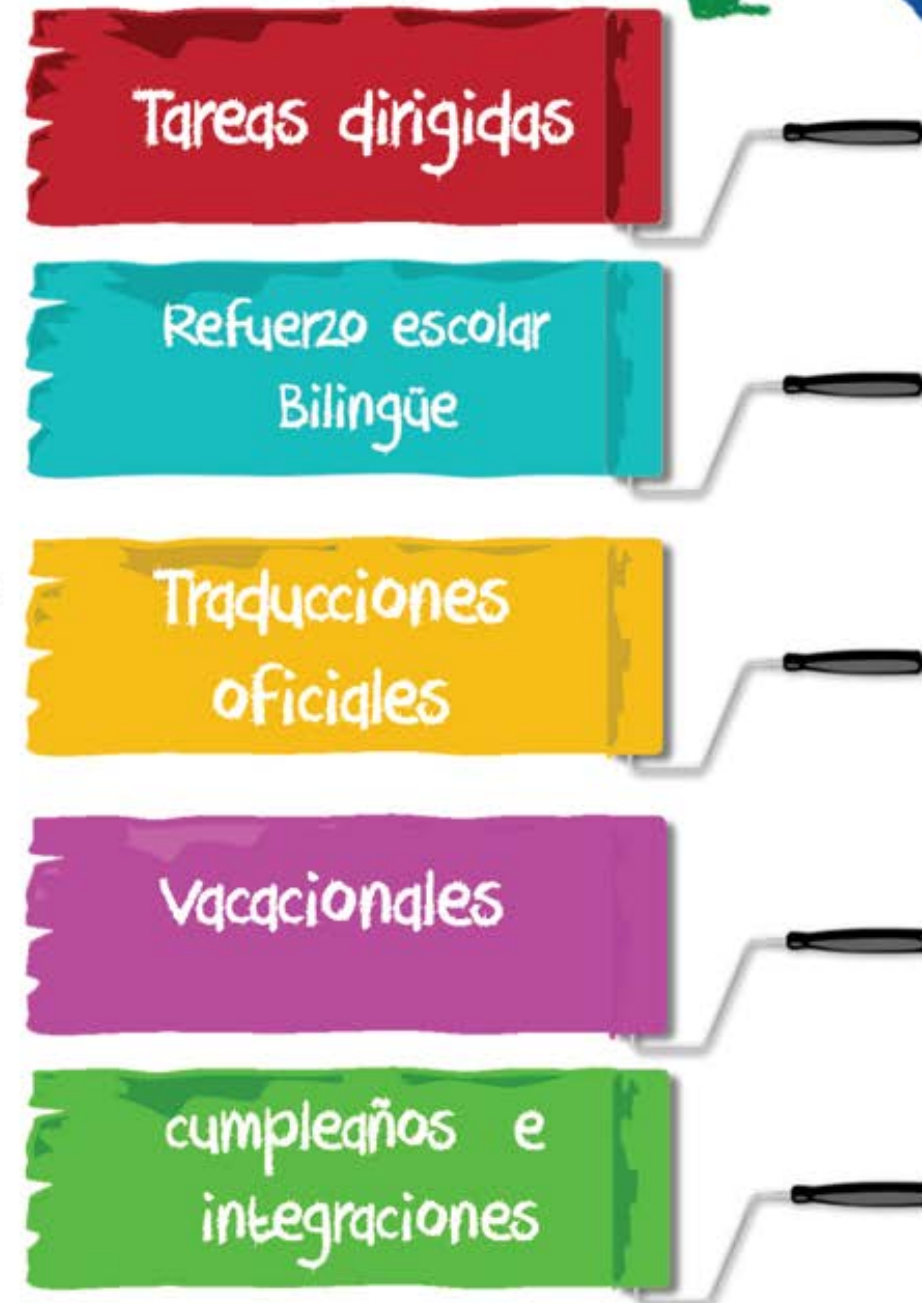 Tareas dirigidas
Refuerzo escolar
Bilingüe
Traducciones
oficiales
Vacacionales
cumpleaños e
integraciones